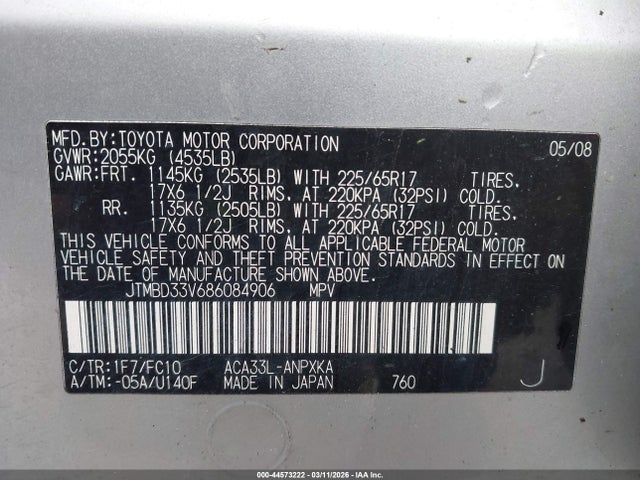 MFD.BY:TOYOTA MOTOR CORPORATION 05/08
GVWR:2055KG (4535LB)
GAWR:FRT. 1145KG (2535LB) WITH 225/65R17 TIRES.
17X6 1/2J RIMS, AT 220KPA (32PSI) COLD.
RR. 1135KG (2505LB) WITH 225/65R17 TIRES.
17X6 1/2J RIMS, AT 220KPA (32PSI) COLD.
THIS VEHICLE CONFORMS TO ALL APPLICABLE FEDERAL MOTOR
VEHICLE SAFETY AND THEFT PREVENTION STANDARDS IN EFFECT ON
THE DATE OF MANUFACTURE SHOWN ABOVE.
JTMBD33V686084906 MPV
C/TR:1F7/FC10 ACA33L-ANPXKA
A/TM:-05A/U140F MADE IN JAPAN 760 J
000-44573222 - 03/11/2026 - IAAI.COM